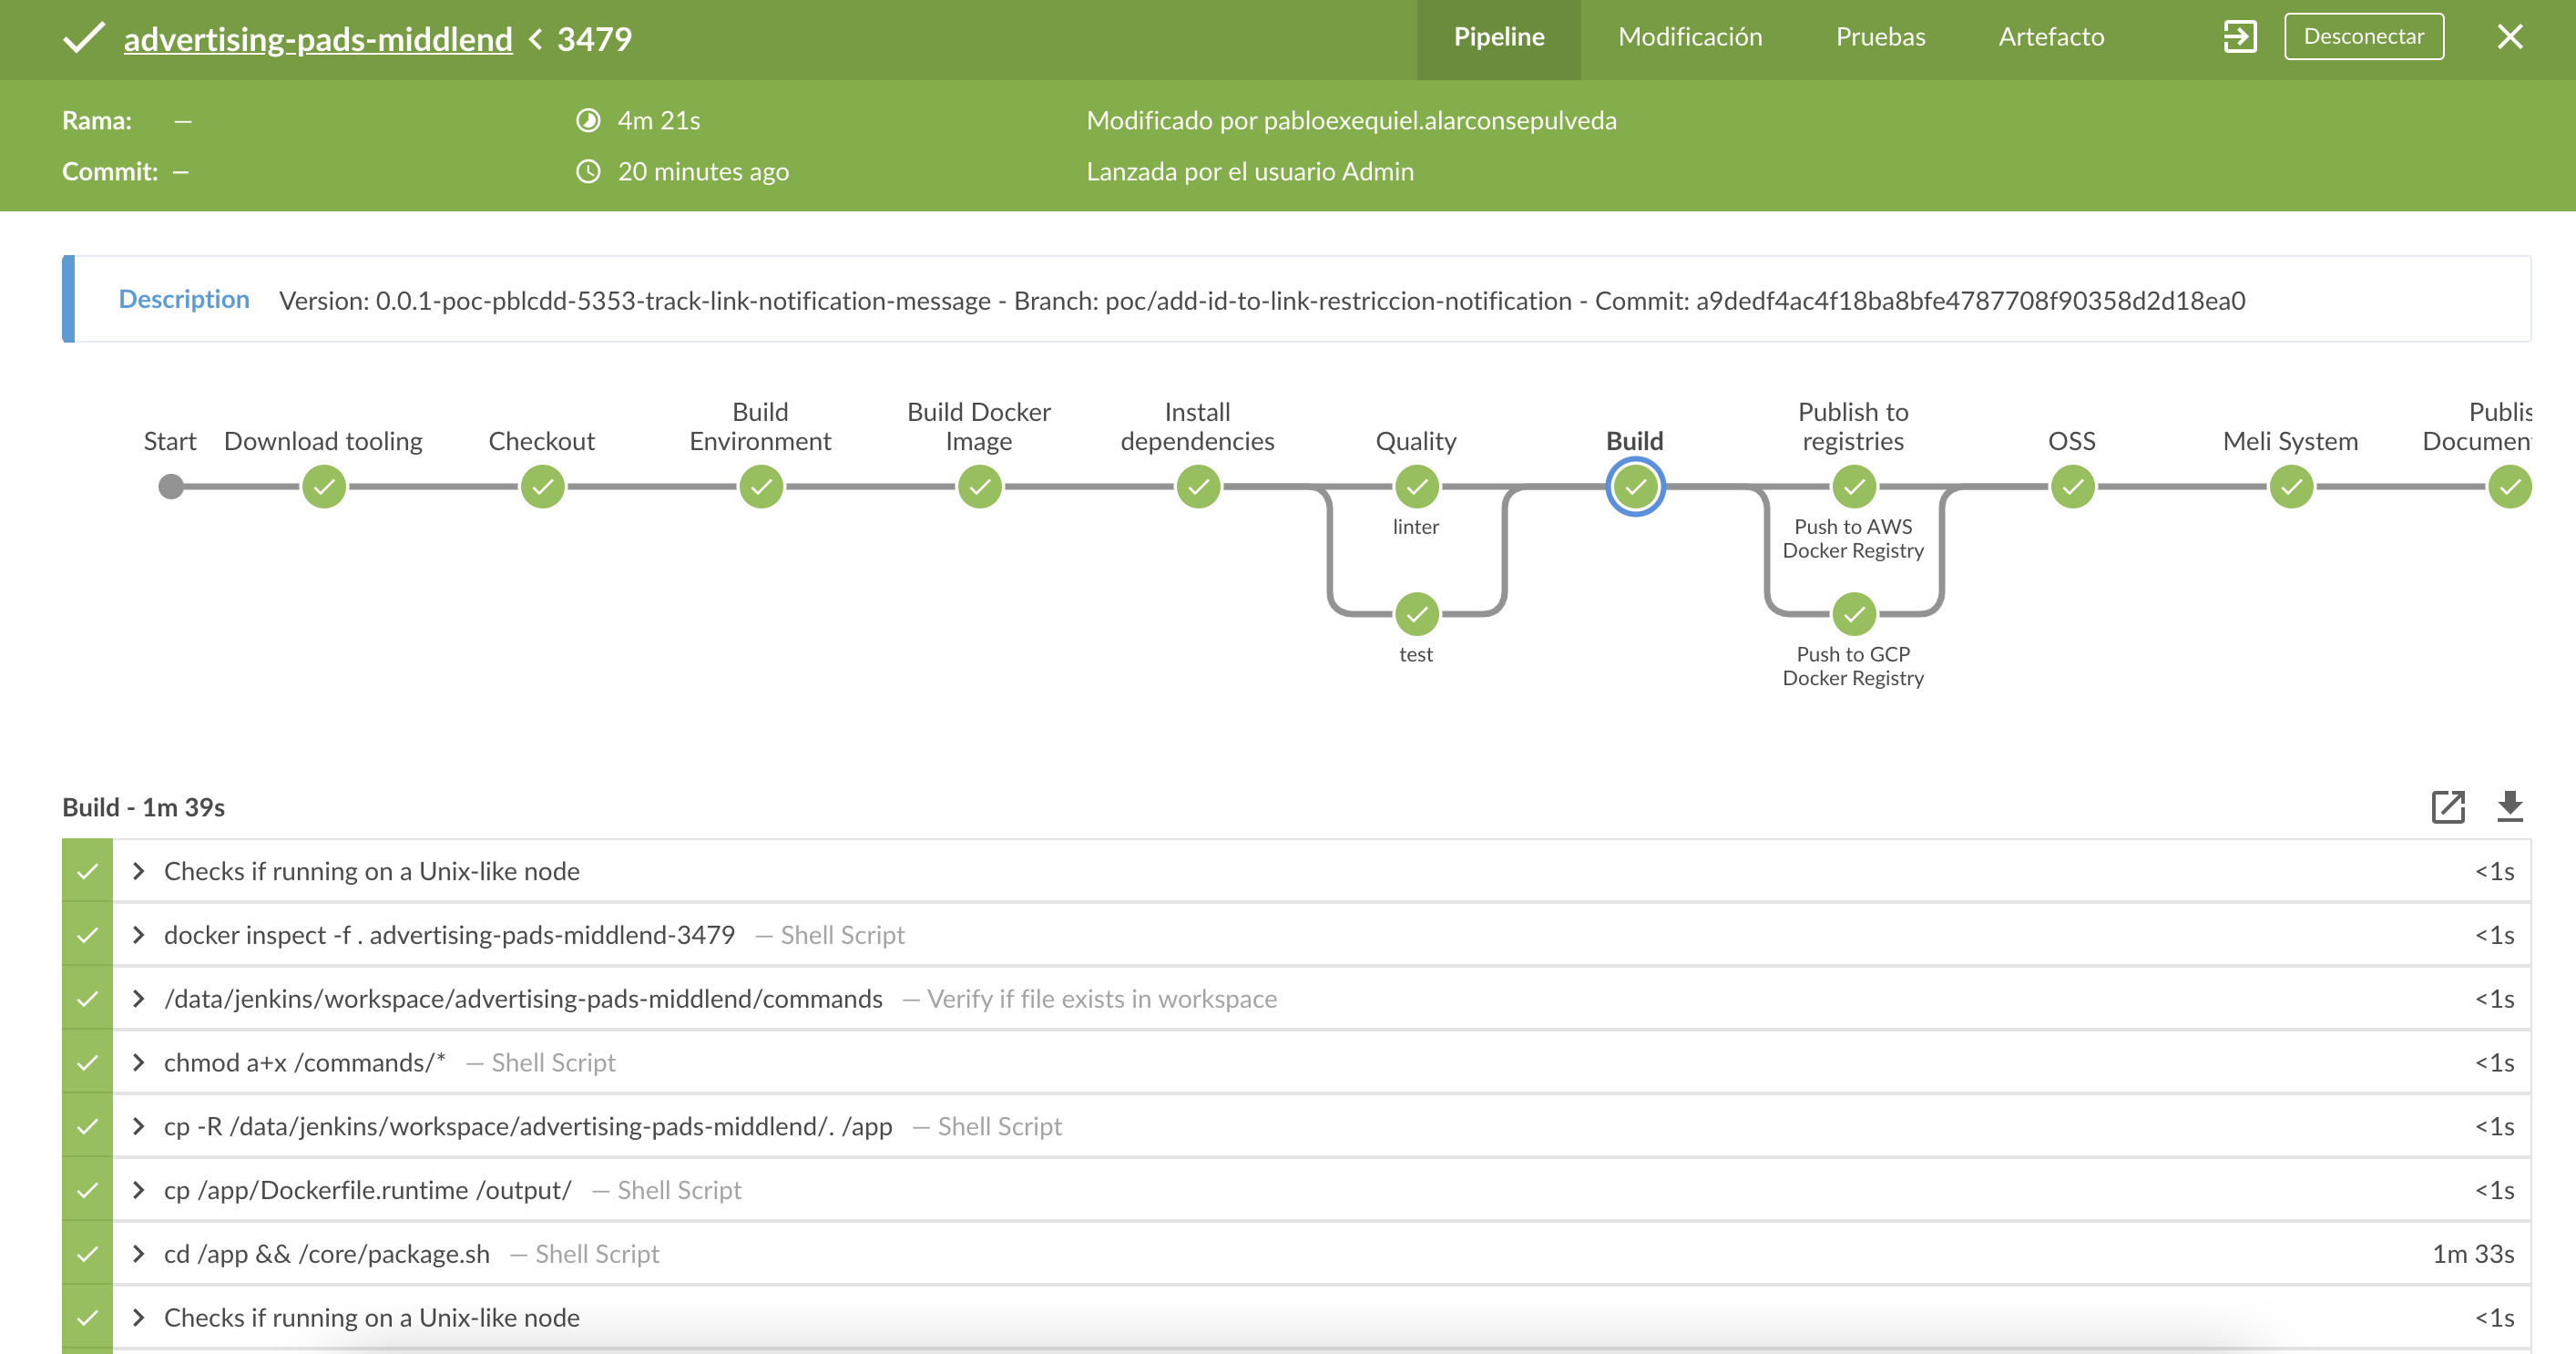 advertising-pads-middlend < 3479
Pipeline Modificación Pruebas Artefacto Desconectar
Rama: — 4m 21s Modificado por pabloexequiel.alarconsepulveda
Commit: — 20 minutes ago Lanzada por el usuario Admin
Description Version: 0.0.1-poc-pblcdd-5353-track-link-notification-message - Branch: poc/add-id-to-link-restriccion-notification - Commit: a9dedf4ac4f18ba8bfe4787708f90358d2d18ea0
Start
Download tooling
Checkout
Build
Environment
Build Docker
Image
Install
dependencies
Quality
linter
test
Build
Publish to
registries
Push to AWS
Docker Registry
Push to GCP
Docker Registry
OSS
Meli System
Publis
Documen
Build - 1m 39s
Checks if running on a Unix-like node <1s
docker inspect -f . advertising-pads-middlend-3479 — Shell Script <1s
/data/jenkins/workspace/advertising-pads-middlend/commands — Verify if file exists in workspace <1s
chmod a+x /commands/* — Shell Script <1s
cp -R /data/jenkins/workspace/advertising-pads-middlend/. /app — Shell Script <1s
cp /app/Dockerfile.runtime /output/ — Shell Script <1s
cd /app && /core/package.sh — Shell Script 1m 33s
Checks if running on a Unix-like node <1s